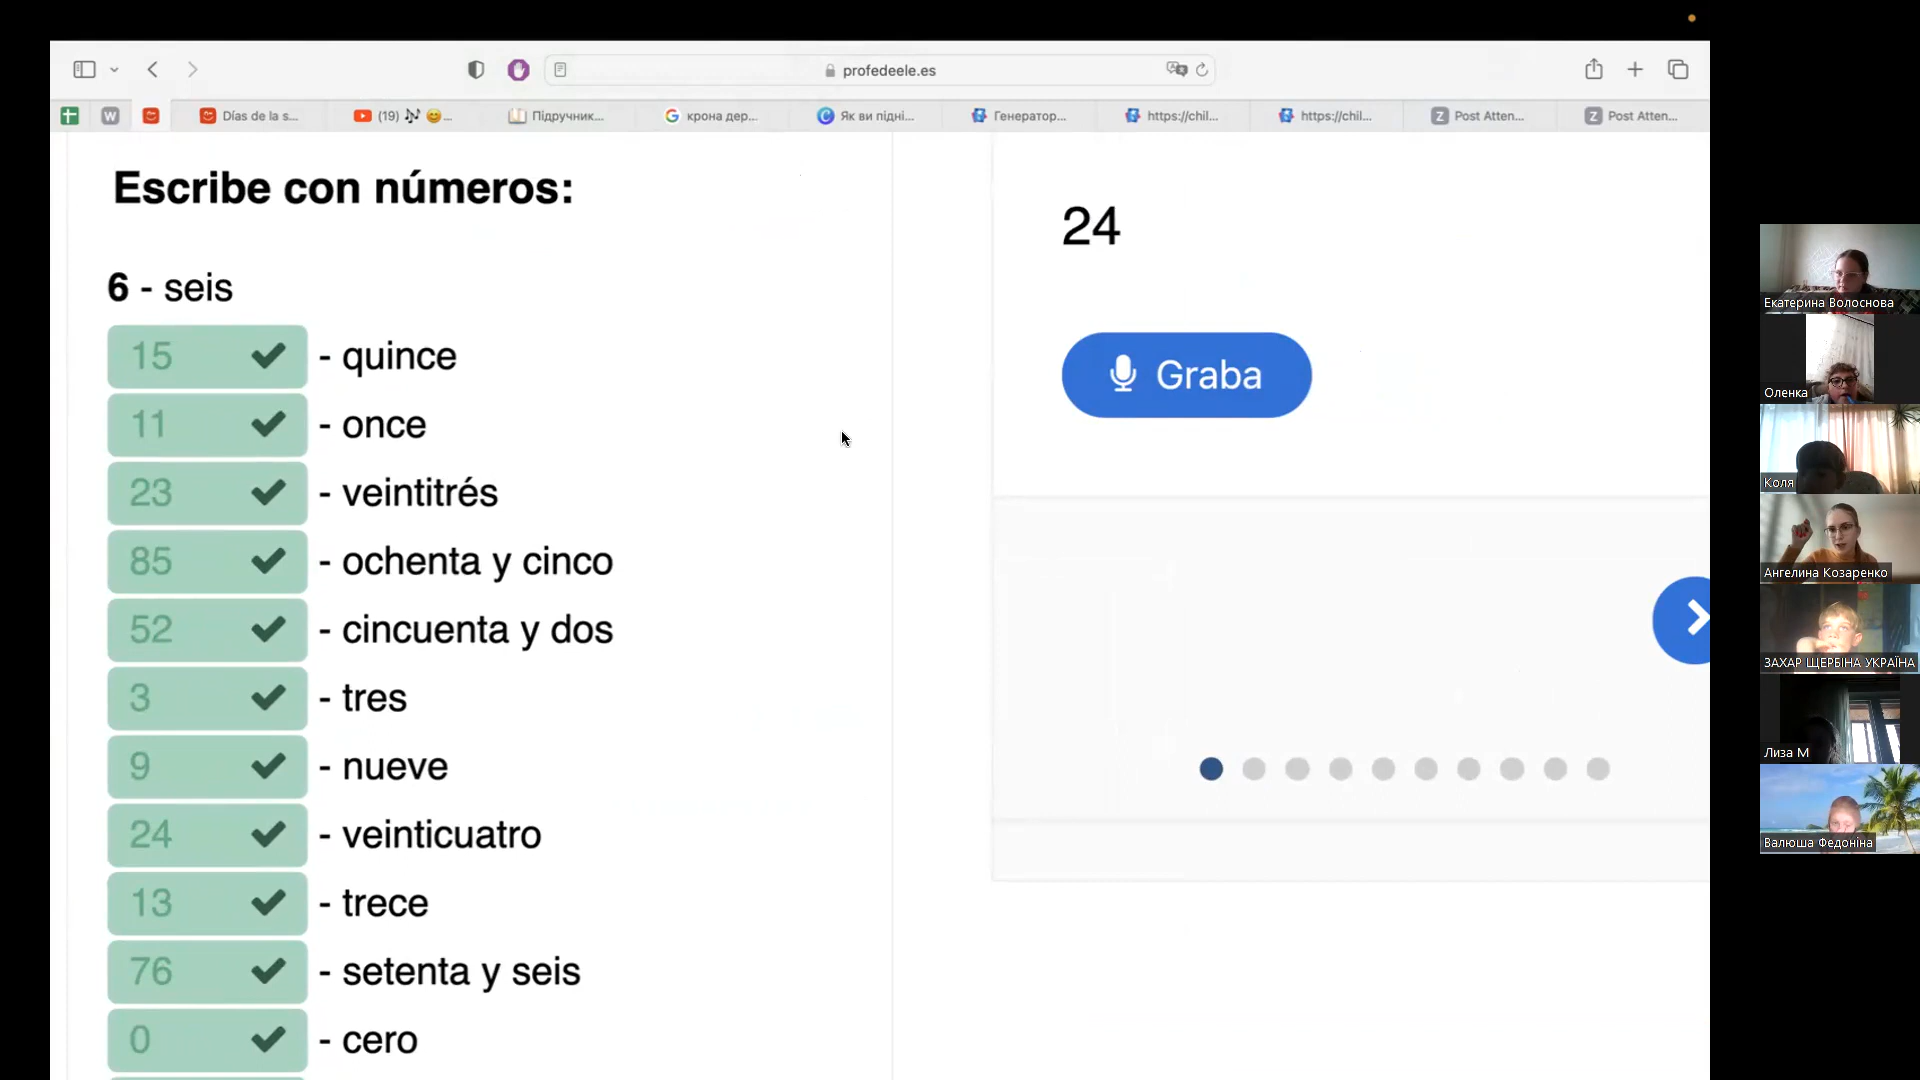 profedeele.es
Días de la s...
(19) 🎶 😄...
Підручник...
крона дер...
Як ви підні...
Генератор...
https://chil...
https://chil...
Post Atten...
Post Atten...
Escribe con números:
6 - seis
15 - quince
11 - once
23 - veintitrés
85 - ochenta y cinco
52 - cincuenta y dos
3 - tres
9 - nueve
24 - veinticuatro
13 - trece
76 - setenta y seis
0 - cero
24
Graba
Екатерина Волоснова
Оленка
Коля
Ангелина Козаренко
ЗАХАР ЩЕРБІНА УКРАЇНА
Лиза М
Валюша Федоніна